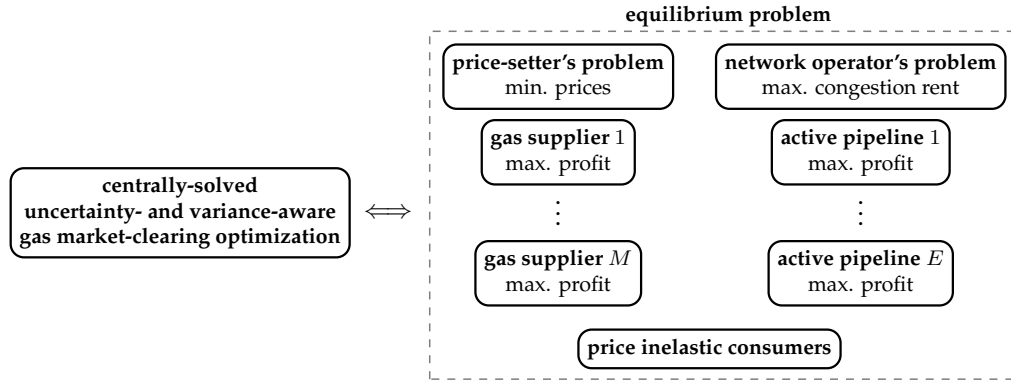 equilibrium problem
price-setter's problem
min. prices
network operator's problem
max. congestion rent
gas supplier 1
max. profit
active pipeline 1
max. profit
centrally-solved
uncertainty- and variance-aware
gas market-clearing optimization
⟺
⋮
⋮
gas supplier M
max. profit
active pipeline E
max. profit
price inelastic consumers